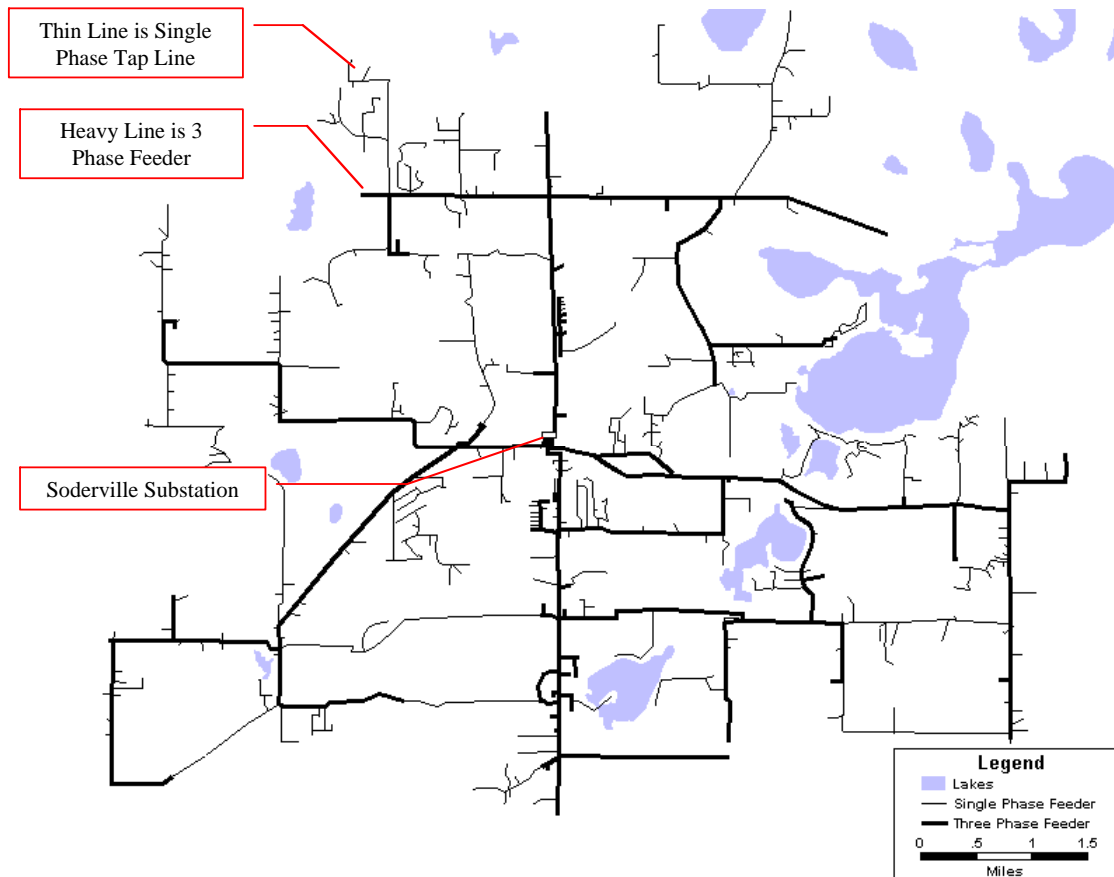 Thin Line is Single
Phase Tap Line
Heavy Line is 3
Phase Feeder
Soderville Substation
Legend
Lakes
Single Phase Feeder
Three Phase Feeder
0 .5 1 1.5
Miles